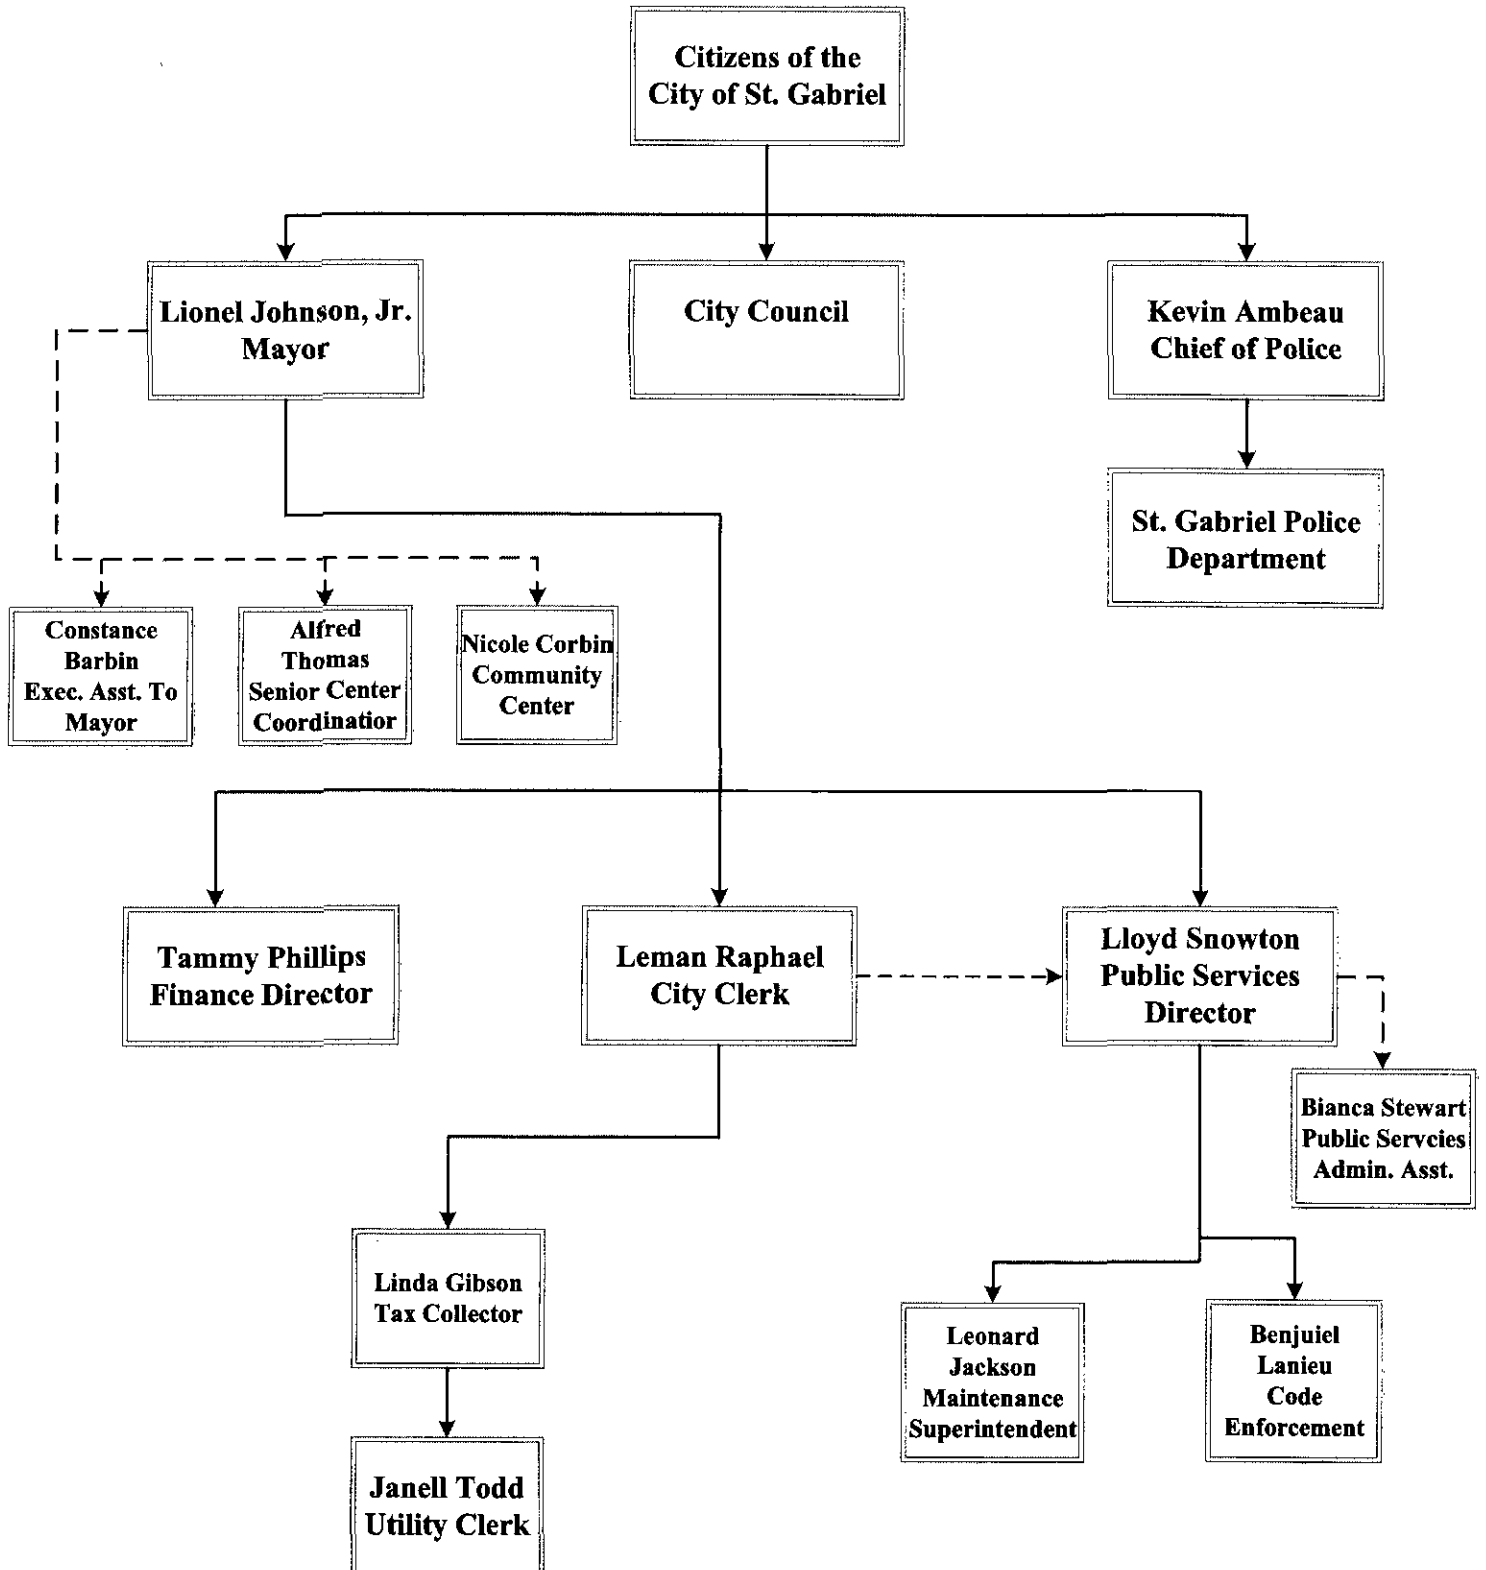 Citizens of the
City of St. Gabriel
Lionel Johnson, Jr.
Mayor
City Council
Kevin Ambeau
Chief of Police
St. Gabriel Police
Department
Constance
Barbin
Exec. Asst. To
Mayor
Alfred
Thomas
Senior Center
Coordinatior
Nicole Corbin
Community
Center
Tammy Phillips
Finance Director
Leman Raphael
City Clerk
Lloyd Snowton
Public Services
Director
Bianca Stewart
Public Servcies
Admin. Asst.
Linda Gibson
Tax Collector
Leonard
Jackson
Maintenance
Superintendent
Benjuiel
Lanieu
Code
Enforcement
Janell Todd
Utility Clerk